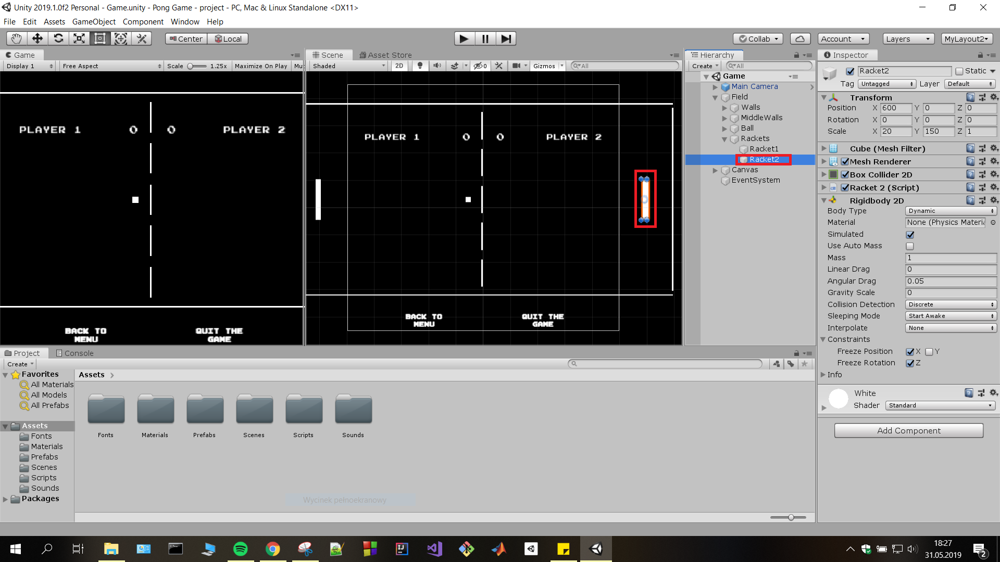 Unity 2019.1.0f2 Personal - Game.unity - Pong Game - project - PC, Mac & Linux Standalone <DX11>
File Edit Assets GameObject Component Window Help
Center Local Collab Account Layers MyLayout2
Game
Display 1 Free Aspect Scale 1.25x Maximize On Play Mu
PLAYER 1 0 0 PLAYER 2
BACK TO MENU
QUIT THE GAME
Scene Asset Store
Shaded 2D 0 Gizmos All
PLAYER 1 0 0 PLAYER 2
BACK TO MENU
QUIT THE GAME
Hierarchy
Create All
Game
Main Camera
Field
Walls
MiddleWalls
Ball
Rackets
Racket1
Racket2
Canvas
EventSystem
Inspector
Racket2 Static
Tag Untagged Layer Default
Transform
Position X 600 Y 0 Z 0
Rotation X 0 Y 0 Z 0
Scale X 20 Y 150 Z 1
Cube (Mesh Filter)
Mesh Renderer
Box Collider 2D
Racket 2 (Script)
Rigidbody 2D
Body Type Dynamic
Material None (Physics Materia
Simulated
Use Auto Mass
Mass 1
Linear Drag 0
Angular Drag 0.05
Gravity Scale 0
Collision Detection Discrete
Sleeping Mode Start Awake
Interpolate None
Constraints
Freeze Position X Y
Freeze Rotation Z
Info
White
Shader Standard
Add Component
Project Console
Create
Favorites
All Materials
All Models
All Prefabs
Assets
Fonts
Materials
Prefabs
Scenes
Scripts
Sounds
Packages
Assets
Fonts Materials Prefabs Scenes Scripts Sounds
Wycinek pełnoekranowy
18:27
31.05.2019
2